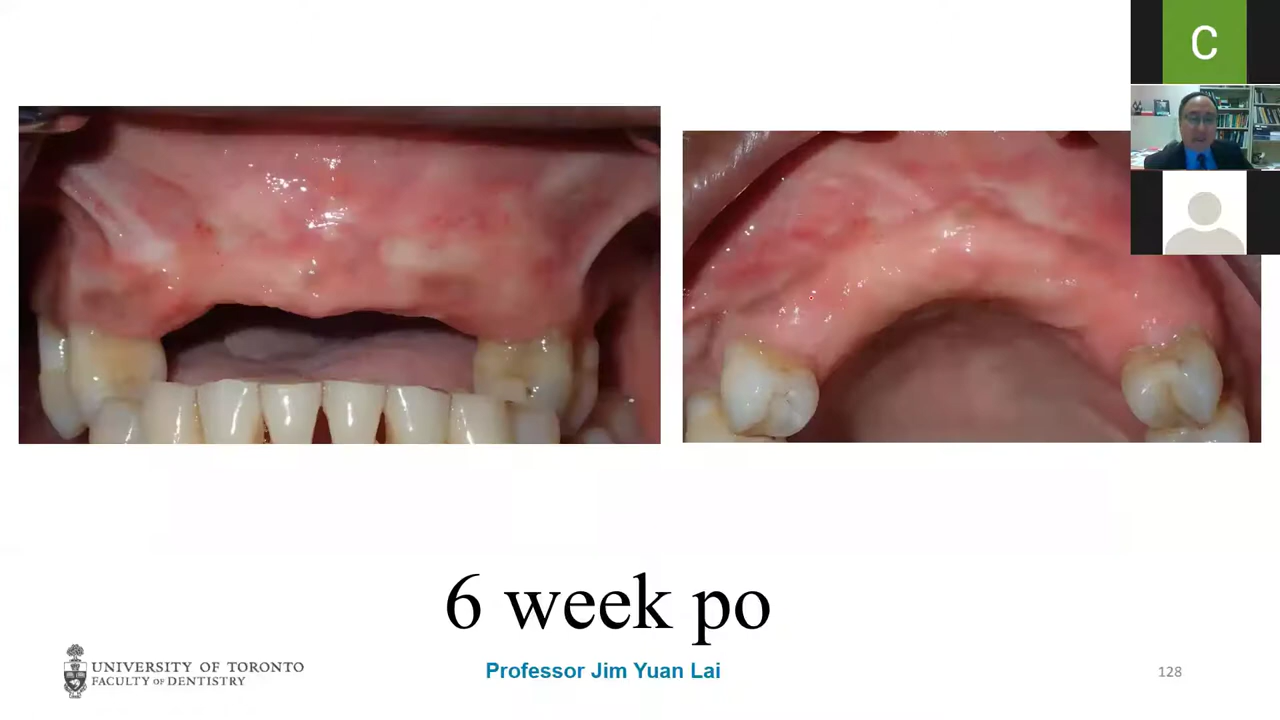 C
6 week po
UNIVERSITY OF TORONTO
FACULTY OF DENTISTRY
Professor Jim Yuan Lai
128